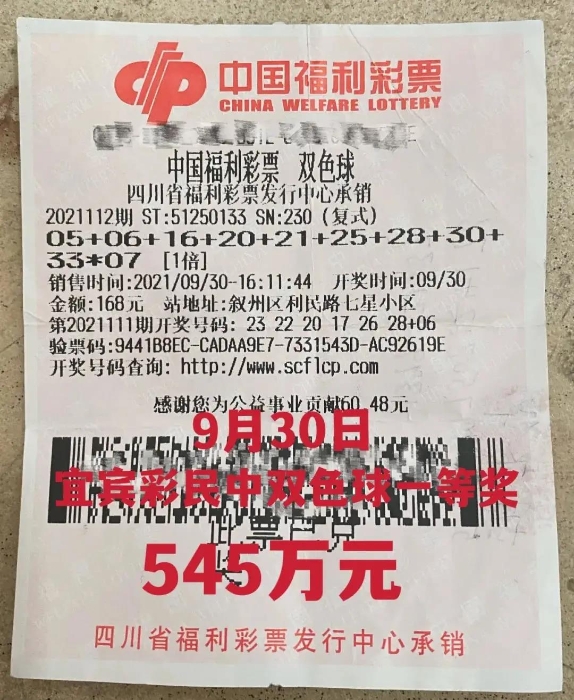 中国福利彩票
CHINA WELFARE LOTTERY
中国福利彩票 双色球
四川省福利彩票发行中心承销
2021112期 ST:51250133 SN:230 (复式)
05+06+16+20+21+25+28+30+
33*07 [1倍]
销售时间:2021/09/30-16:11:44 开奖时间:09/30
金额:168元 站地址:叙州区利民路七星小区
第2021111期开奖号码: 23 22 20 17 26 28+06
验票码:9441B8EC-CADAA9E7-7331543D-AC92619E
开奖号码查询: http://www.scflcp.com
感谢您为公益事业贡献60.48元
9月30日
宜宾彩民中双色球一等奖
545万元
四川省福利彩票发行中心承销